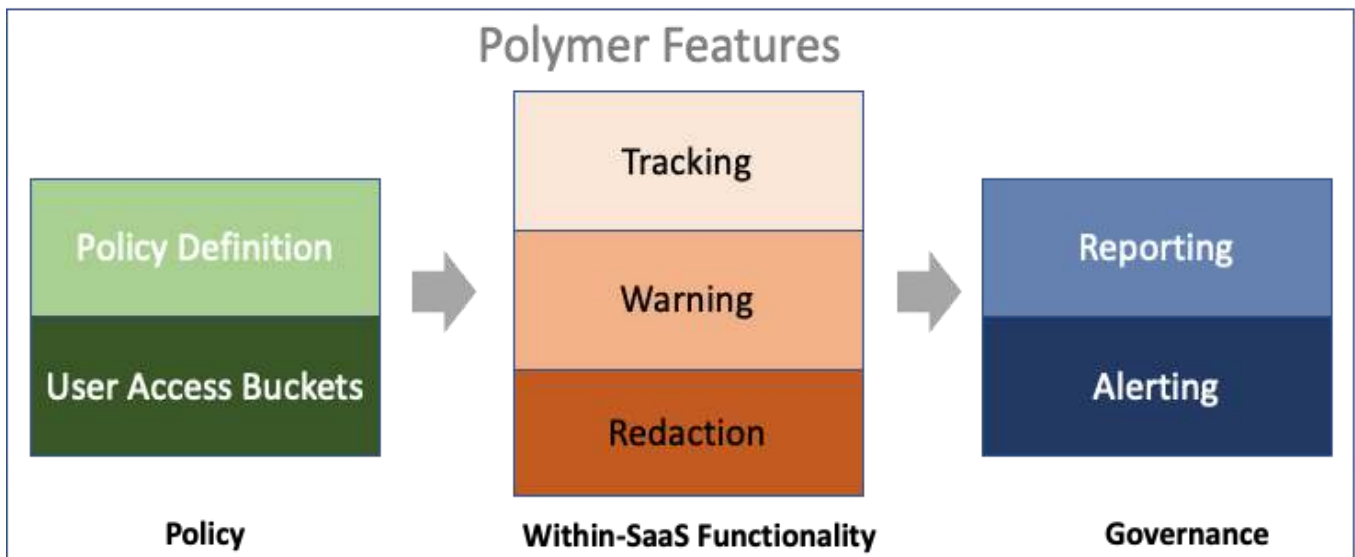 Polymer Features
Policy Definition
User Access Buckets
Policy
Tracking
Warning
Redaction
Within-SaaS Functionality
Reporting
Alerting
Governance